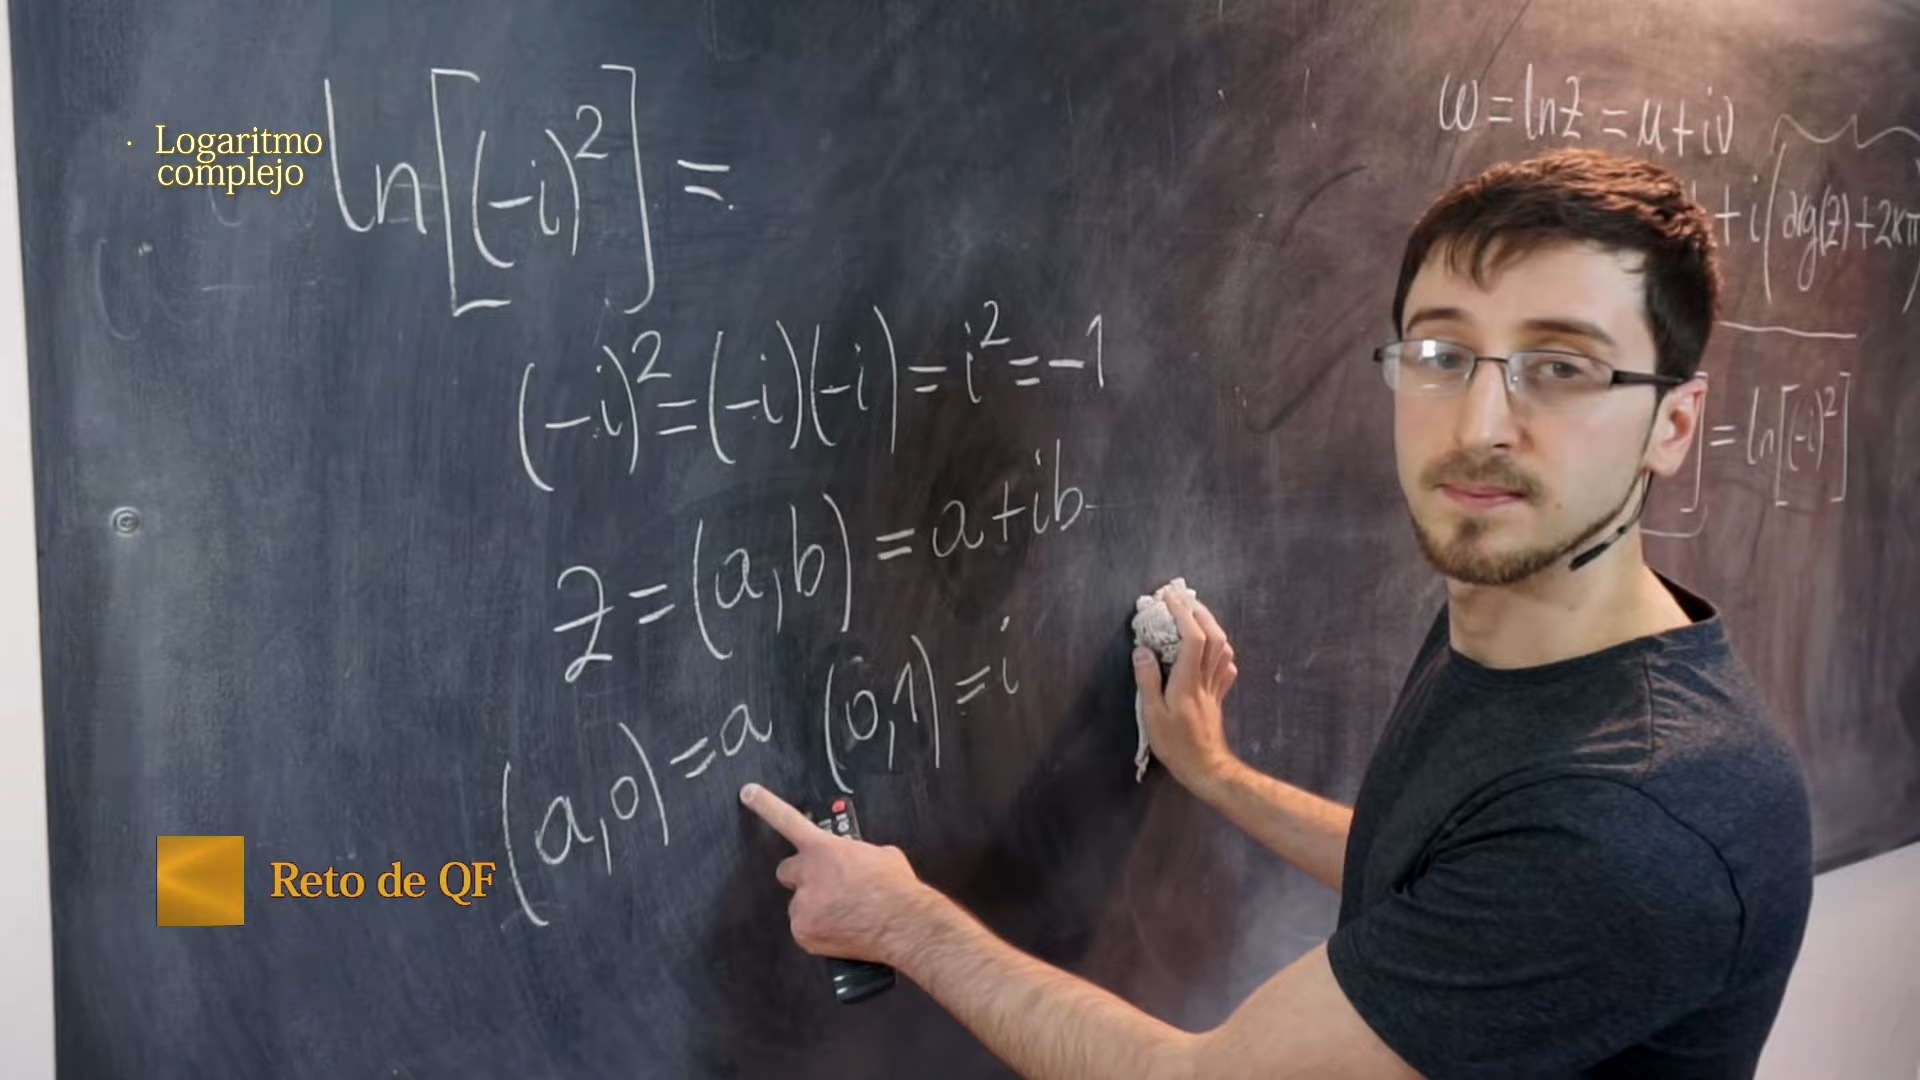 · Logaritmo
complejo
ln[(-i)²] =
(-i)² = (-i)(-i) = i² = -1
z = (a,b) = a+ib
(a,0) = a (0,1) = i
Reto de QF
ω = lnz = u+iv
+ i(arg(z)+2kπ)
] = ln[(-i)²]